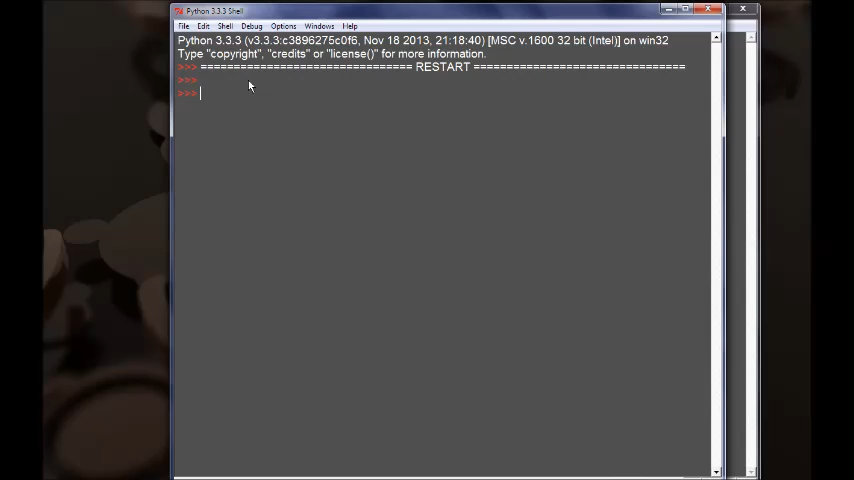 Python 3.3.3 Shell
File Edit Shell Debug Options Windows Help
Python 3.3.3 (v3.3.3:c3896275c0f6, Nov 18 2013, 21:18:40) [MSC v.1600 32 bit (Intel)] on win32
Type "copyright", "credits" or "license()" for more information.
>>> ================================ RESTART ================================
>>>
>>>